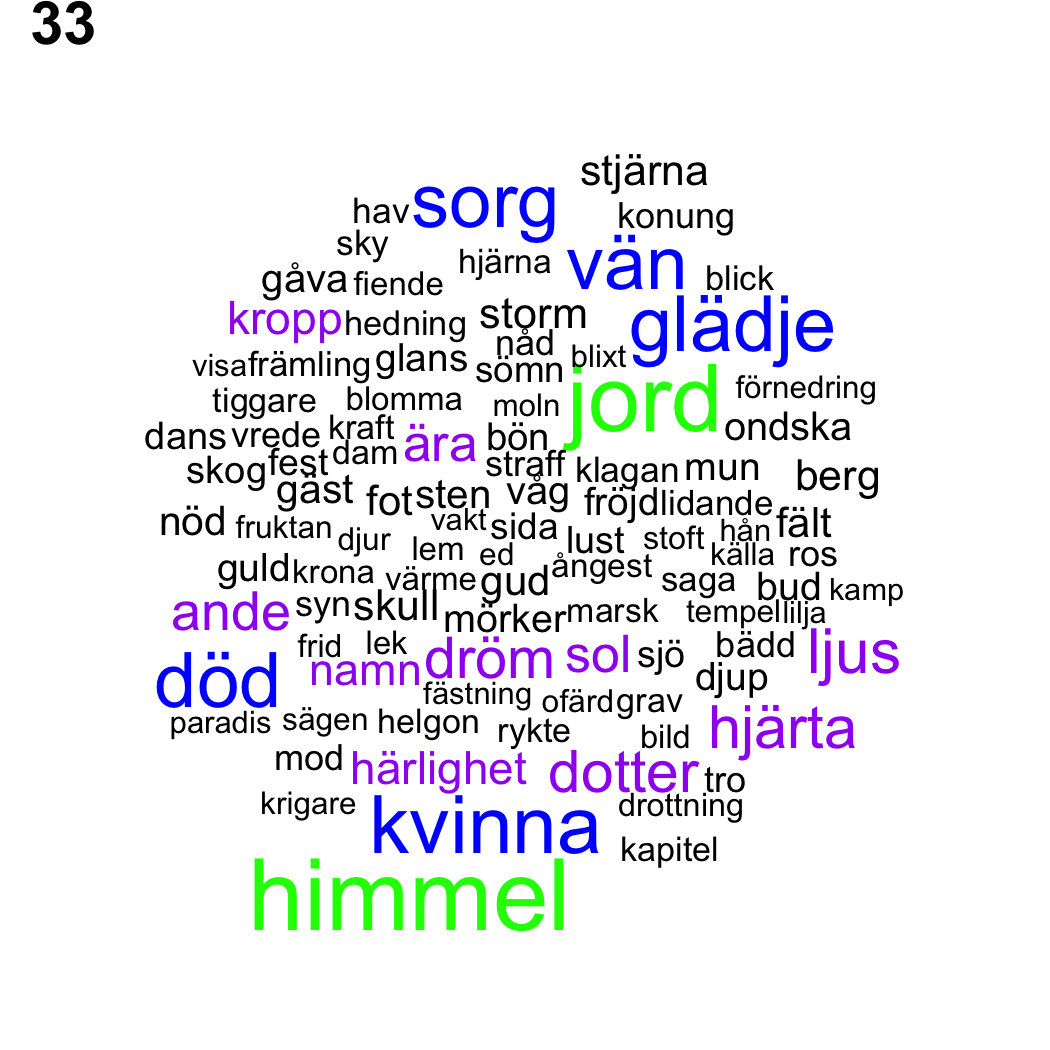 33
stjärna
hav sorg konung
sky hjärna vän blick
gåva fiende
kropp hedning storm glädje
nåd
visa främling glans sömn blixt
tiggare blomma moln jord förnedring
dans vrede kraft ära bön ondska
skog fest dam straff klagan mun berg
gäst fot sten våg fröjd lidande
nöd fruktan vakt sida hån fält
djur lem ed lust stoft källa ros
guld krona värme gud ångest saga bud kamp
ande syn skull mörker marsk tempel lilja
frid lek dröm sol sjö bädd ljus
död namn djup
fästning ofärd grav
paradis sägen helgon rykte bild hjärta
mod härlighet dotter tro
krigare kvinna drottning
kapitel
himmel